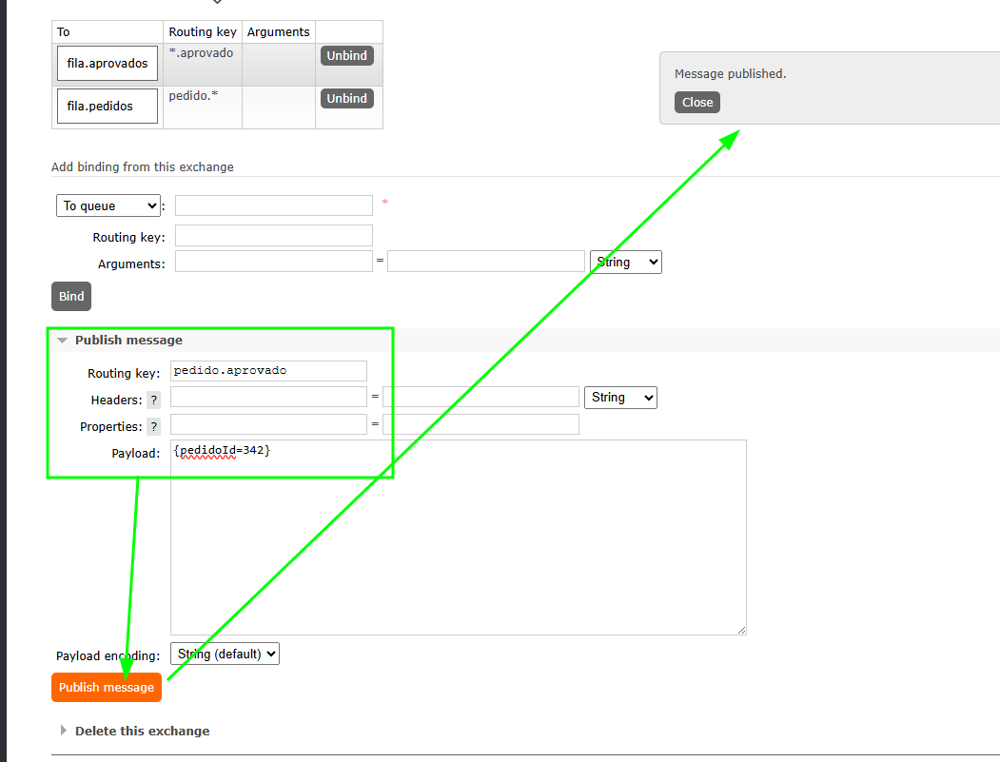 To Routing key Arguments
fila.aprovados *.aprovado Unbind
fila.pedidos pedido.* Unbind
Message published.
Close
Add binding from this exchange
To queue : *
Routing key:
Arguments: = String
Bind
Publish message
Routing key: pedido.aprovado
Headers: ? = String
Properties: ? =
Payload: {pedidoId=342}
Payload encoding: String (default)
Publish message
Delete this exchange